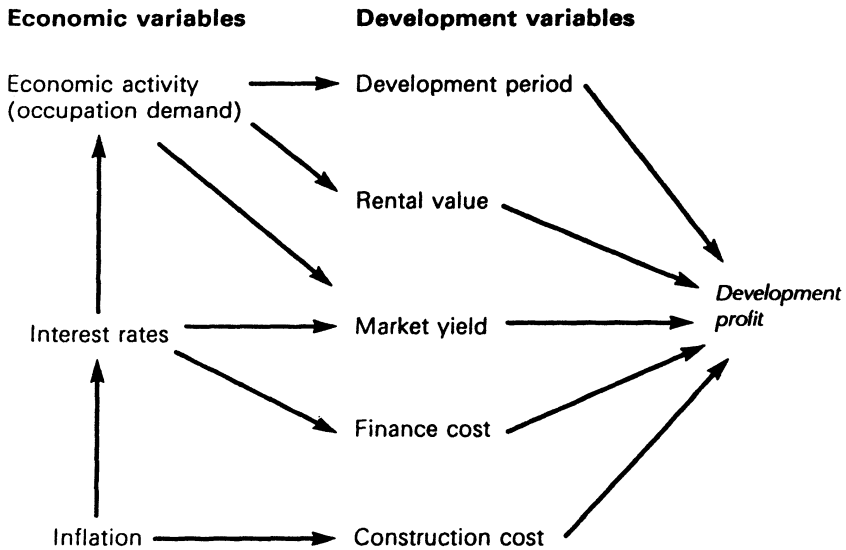 Economic variables
Development variables
Economic activity
(occupation demand)
Development period
Rental value
Development
profit
Interest rates
Market yield
Finance cost
Inflation
Construction cost